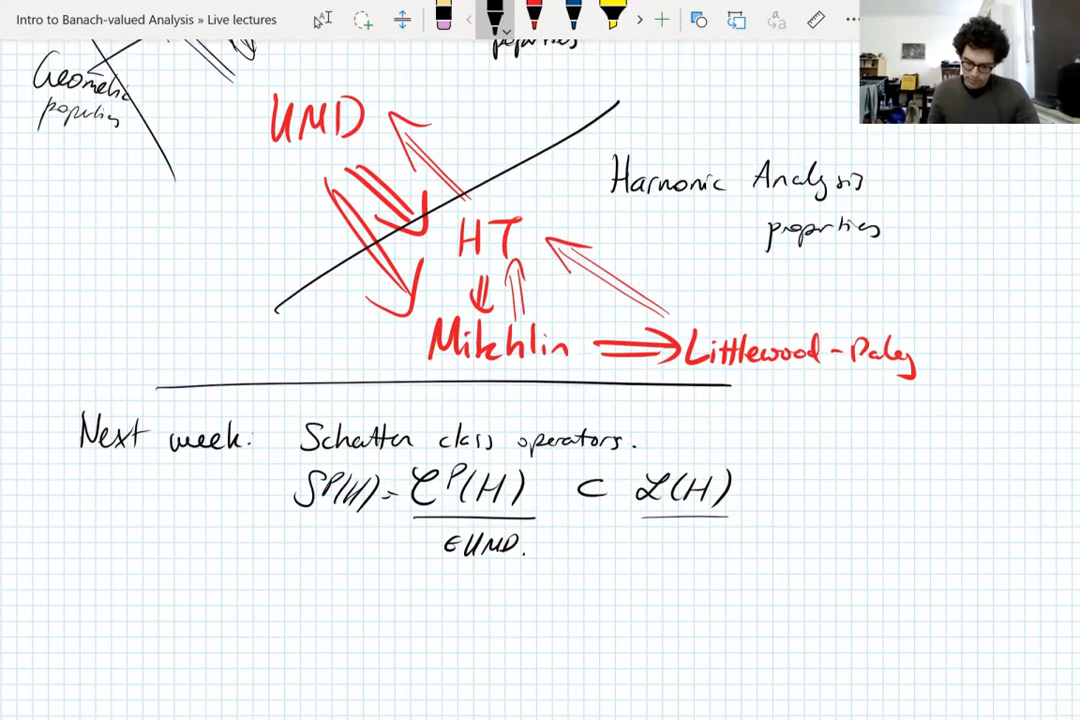 Intro to Banach-valued Analysis » Live lectures
Geometric
properties
properties
UMD
Harmonic Analysis
properties
HT
Mikhlin ⟹ Littlewood-Paley
Next week: Schatten class operators.
S^p(H) = C^p(H) ⊂ L(H)
∈ UMD.